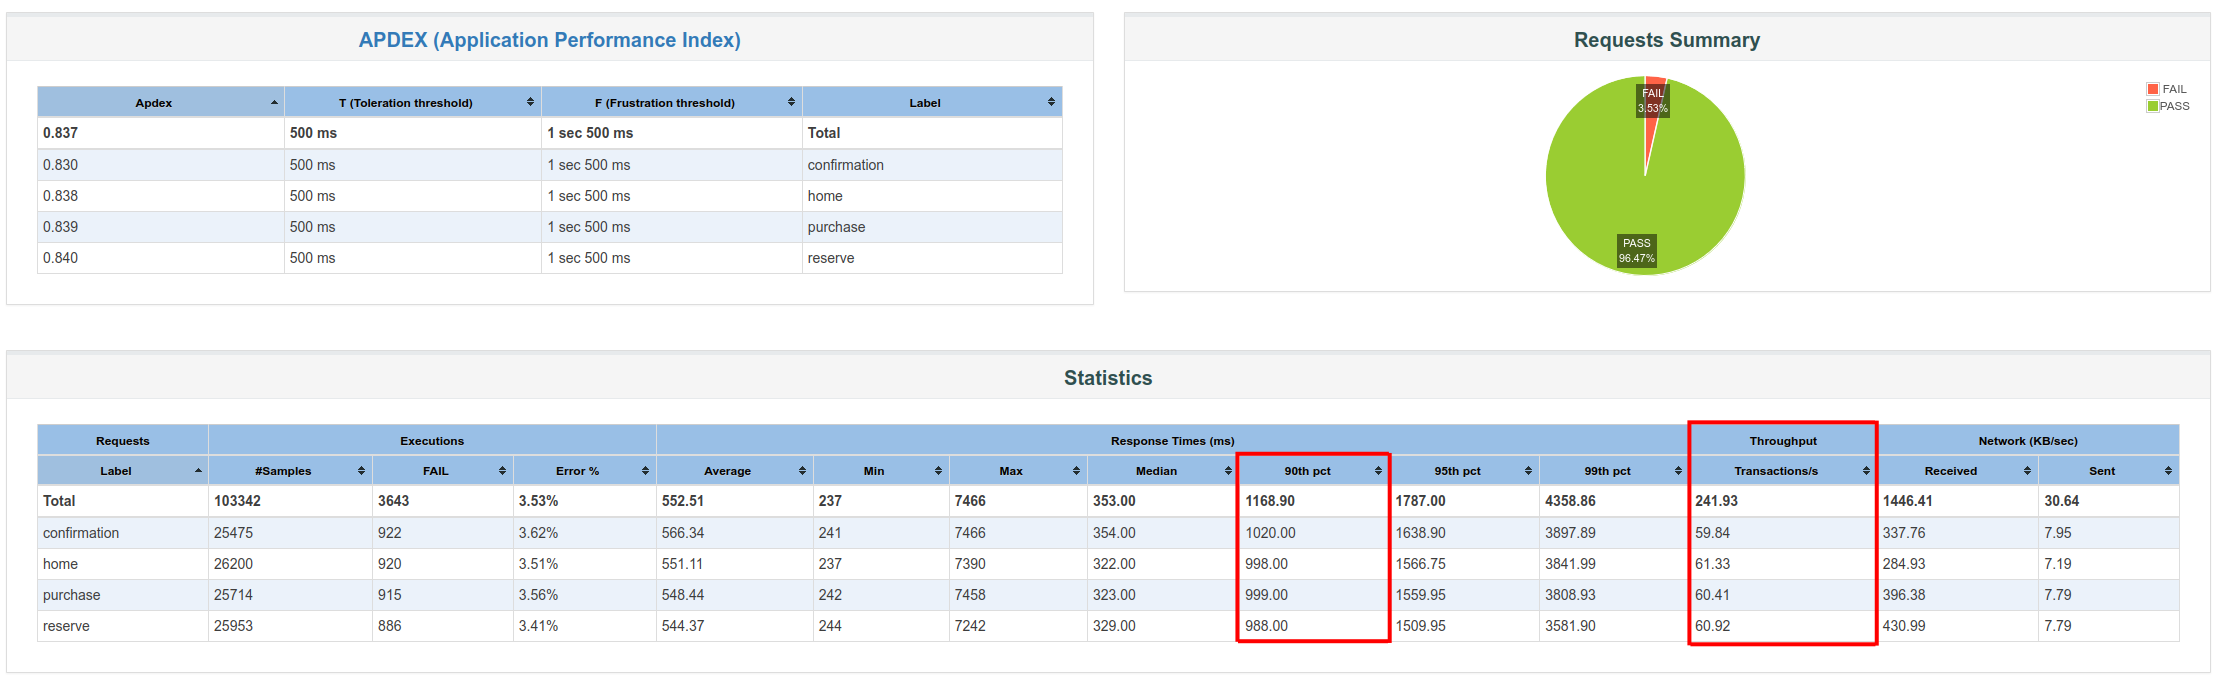 APDEX (Application Performance Index)
Apdex T (Toleration threshold) F (Frustration threshold) Label
0.837 500 ms 1 sec 500 ms Total
0.830 500 ms 1 sec 500 ms confirmation
0.838 500 ms 1 sec 500 ms home
0.839 500 ms 1 sec 500 ms purchase
0.840 500 ms 1 sec 500 ms reserve
Requests Summary
FAIL
3.53%
PASS
96.47%
FAIL
PASS
Statistics
Requests Executions Response Times (ms) Throughput Network (KB/sec)
Label #Samples FAIL Error % Average Min Max Median 90th pct 95th pct 99th pct Transactions/s Received Sent
Total 103342 3643 3.53% 552.51 237 7466 353.00 1168.90 1787.00 4358.86 241.93 1446.41 30.64
confirmation 25475 922 3.62% 566.34 241 7466 354.00 1020.00 1638.90 3897.89 59.84 337.76 7.95
home 26200 920 3.51% 551.11 237 7390 322.00 998.00 1566.75 3841.99 61.33 284.93 7.19
purchase 25714 915 3.56% 548.44 242 7458 323.00 999.00 1559.95 3808.93 60.41 396.38 7.79
reserve 25953 886 3.41% 544.37 244 7242 329.00 988.00 1509.95 3581.90 60.92 430.99 7.79